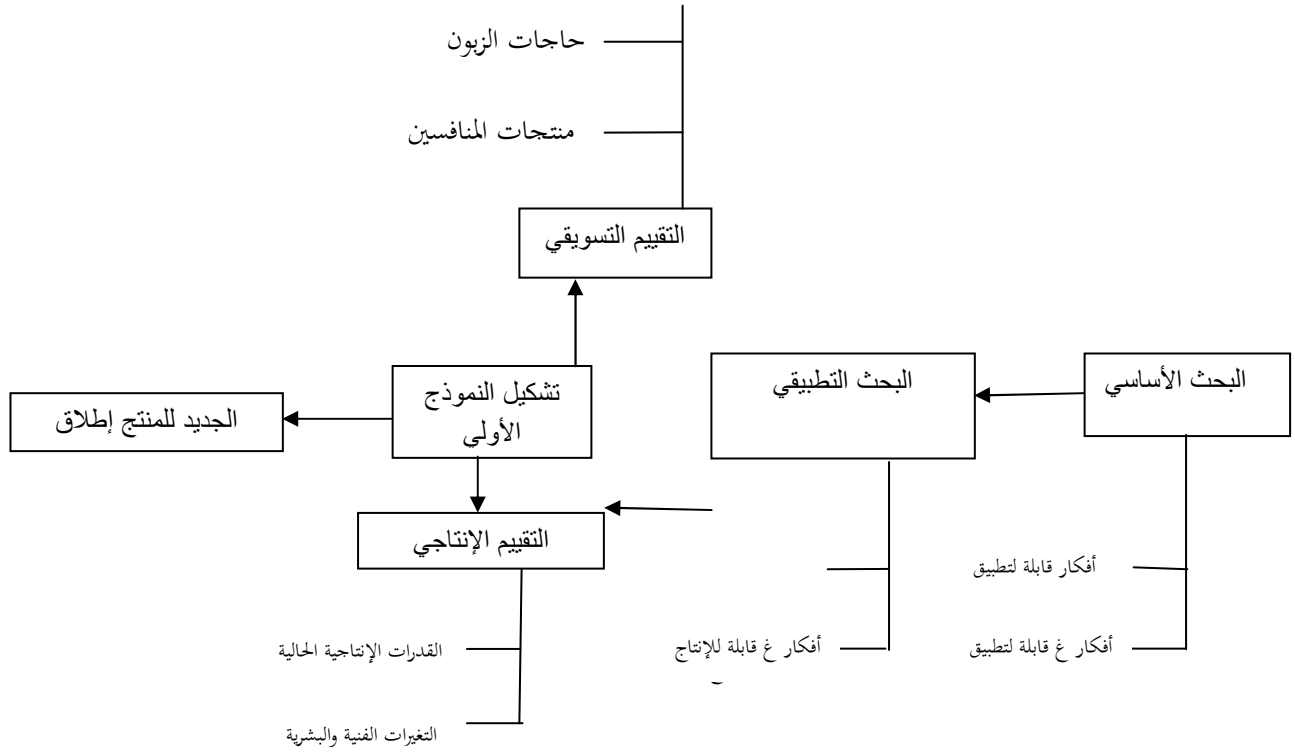 حاجات الزبون
منتجات المنافسين
التقييم التسويقي
البحث الأساسي
البحث التطبيقي
تشكيل النموذج
الأولي
الجديد للمنتج إطلاق
التقييم الإنتاجي
أفكار قابلة لتطبيق
أفكار غ قابلة لتطبيق
أفكار غ قابلة للإنتاج
القدرات الإنتاجية الحالية
التغيرات الفنية والبشرية